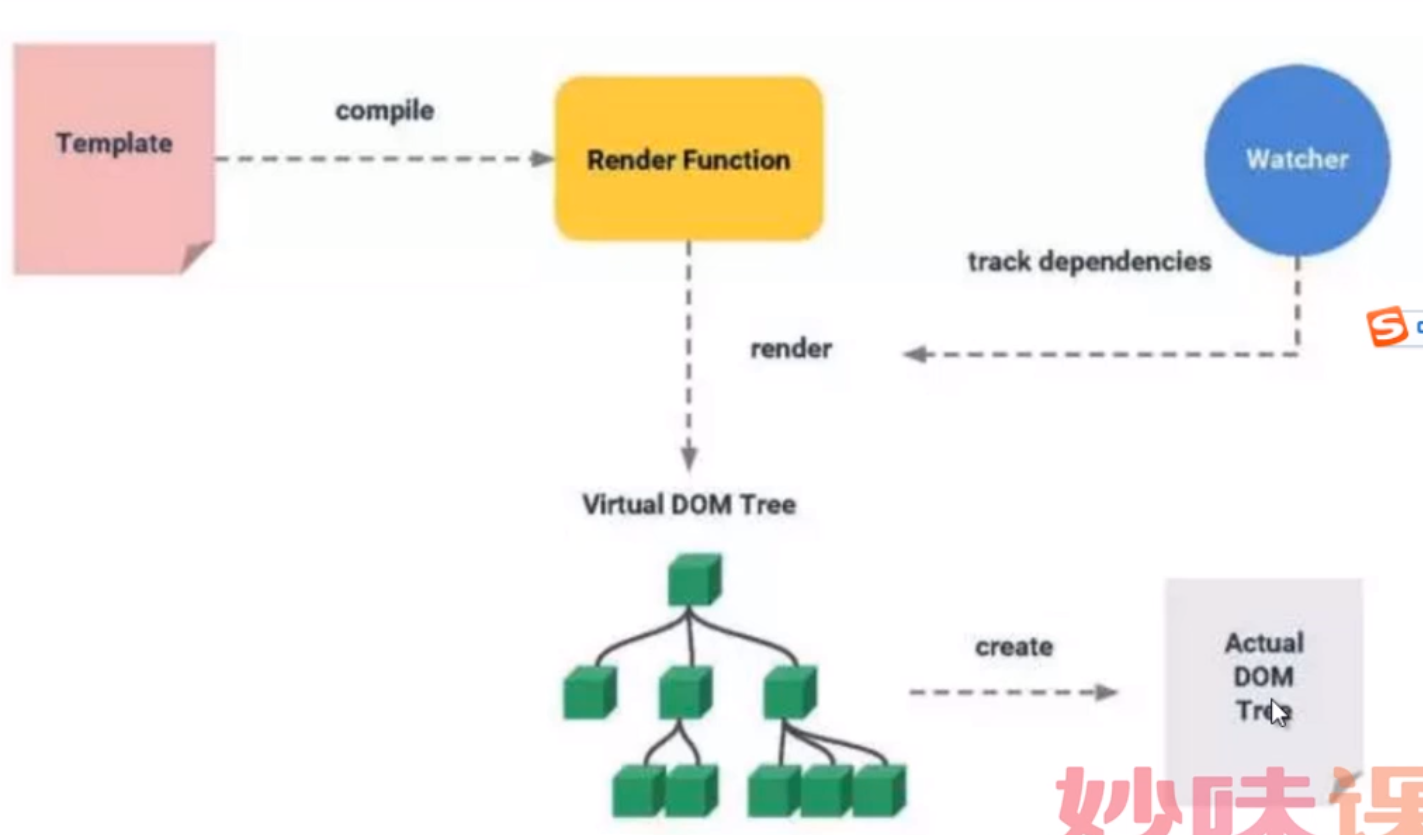 compile
Template
Render Function
Watcher
track dependencies
render
Virtual DOM Tree
create
Actual
DOM
Tree
妙味课